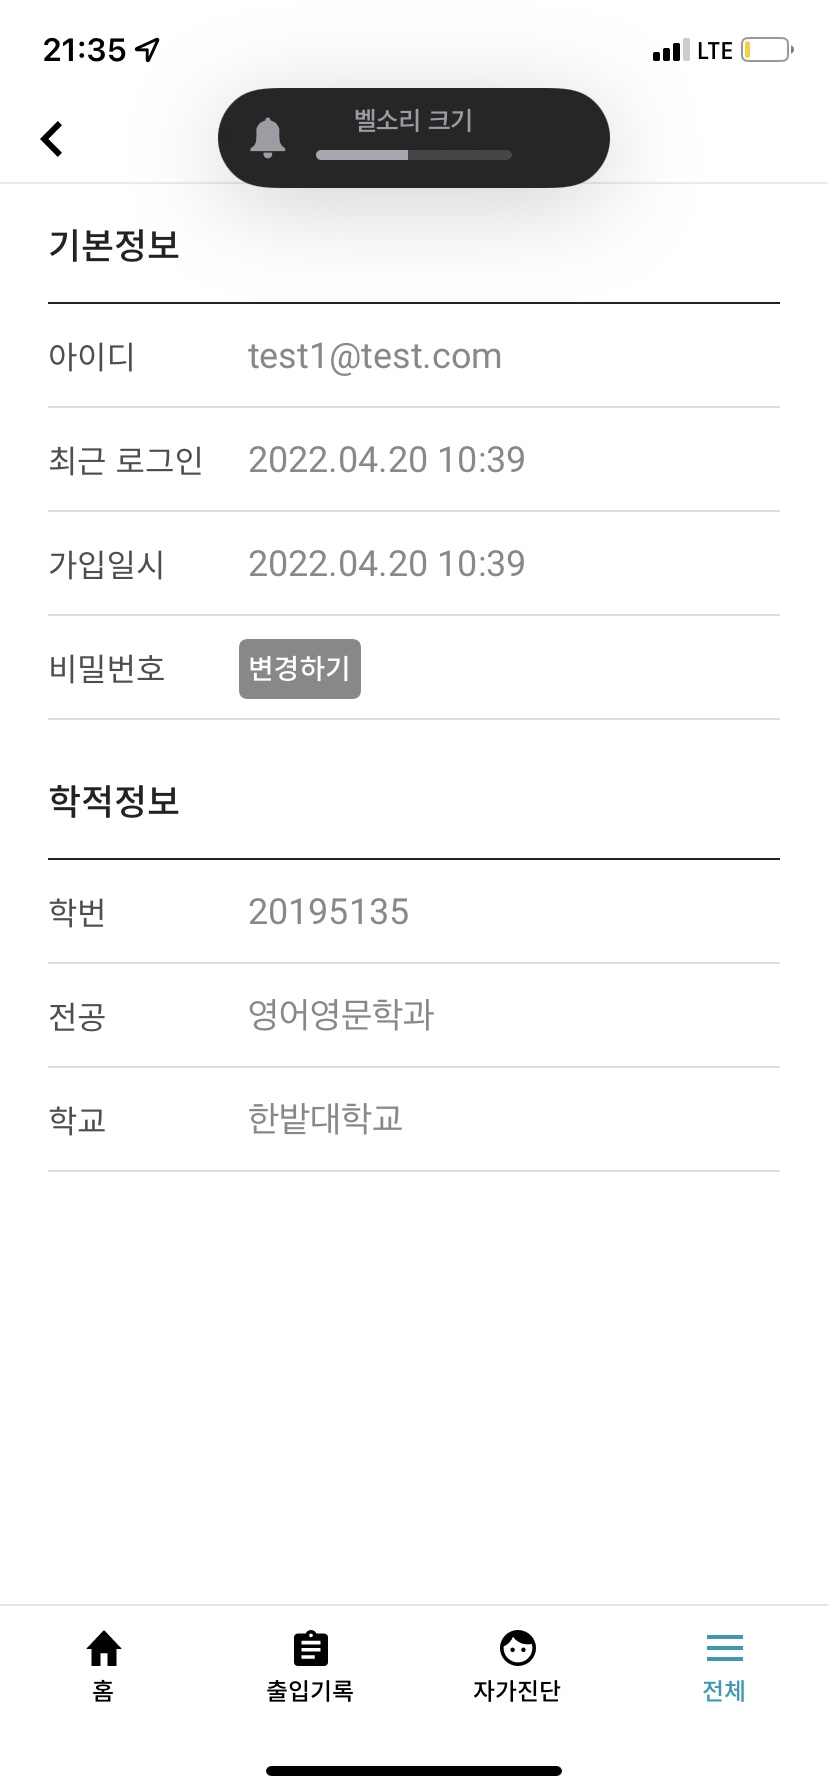 21:35
LTE
벨소리 크기
기본정보
아이디 test1@test.com
최근 로그인 2022.04.20 10:39
가입일시 2022.04.20 10:39
비밀번호 변경하기
학적정보
학번 20195135
전공 영어영문학과
학교 한밭대학교
홈 출입기록 자가진단 전체